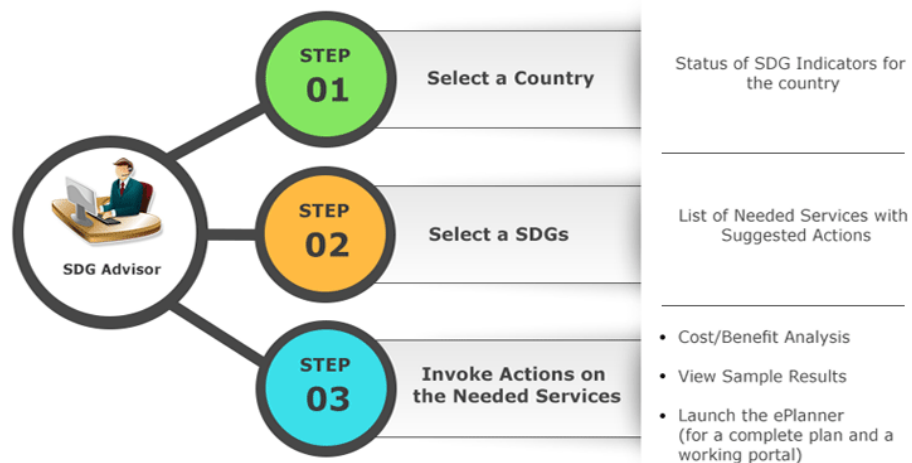 STEP
01
Select a Country
Status of SDG Indicators for
the country
SDG Advisor
STEP
02
Select a SDGs
List of Needed Services with
Suggested Actions
STEP
03
Invoke Actions on
the Needed Services
• Cost/Benefit Analysis
• View Sample Results
• Launch the ePlanner
(for a complete plan and a
working portal)